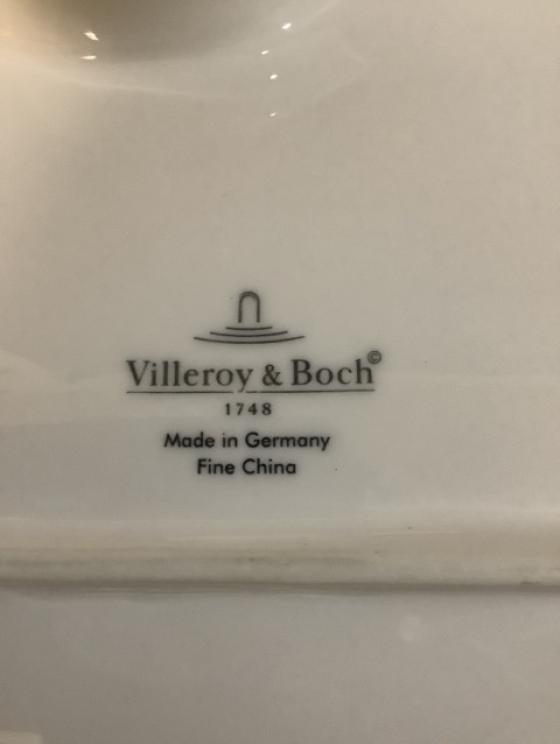 Villeroy & Boch©
1748
Made in Germany
Fine China